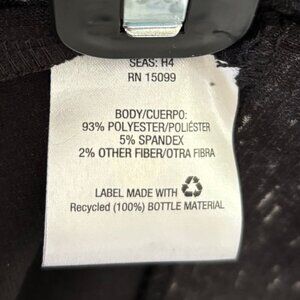 SEAS: H4
RN 15099
BODY/CUERPO:
93% POLYESTER/POLIÉSTER
5% SPANDEX
2% OTHER FIBER/OTRA FIBRA
LABEL MADE WITH
Recycled (100%) BOTTLE MATERIAL